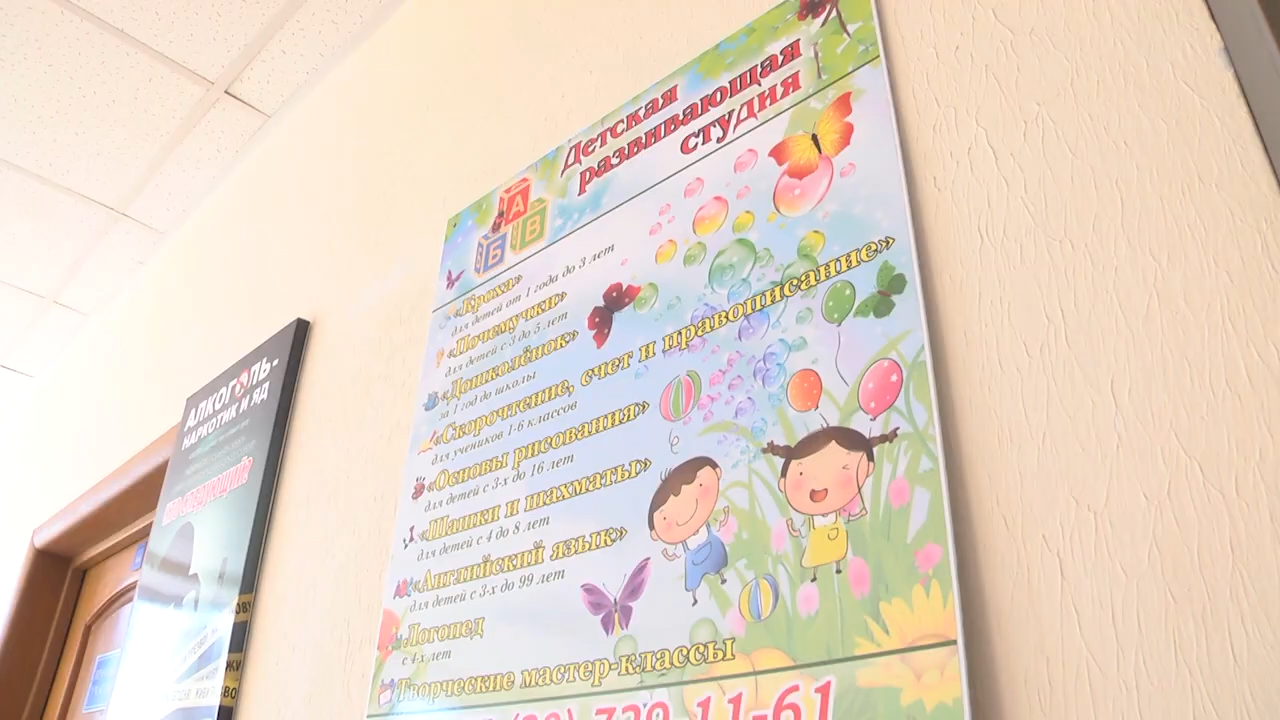 Детская
развивающая
студия
А
Б В
«Кроха»
для детей от 1 года до 3 лет
«Почемучки»
для детей с 3 до 5 лет
«Дошколёнок»
за 1 год до школы
«Скорочтение, счет и правописание»
для учеников 1-6 классов
«Основы рисования»
для детей с 3-х до 16 лет
«Шашки и шахматы»
для детей с 4 до 8 лет
«Английский язык»
для детей с 3-х до 99 лет
Логопед
с 4-х лет
Творческие мастер-классы
720-11-61
АЛКОГОЛЬ-
НАРКОТИК И ЯД